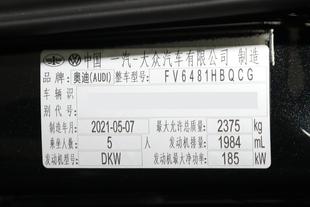 中国 一汽-大众汽车有限公司 制造
品牌: 奥迪(AUDI) 整车型号: FV6481HBQCG
车辆识别代号:
制造年月 2021-05-07 最大允许总质量 2375 kg
乘坐人数 5 人 发动机排量 1984 mL
发动机型号 DKW 发动机最大净功率 185 kW